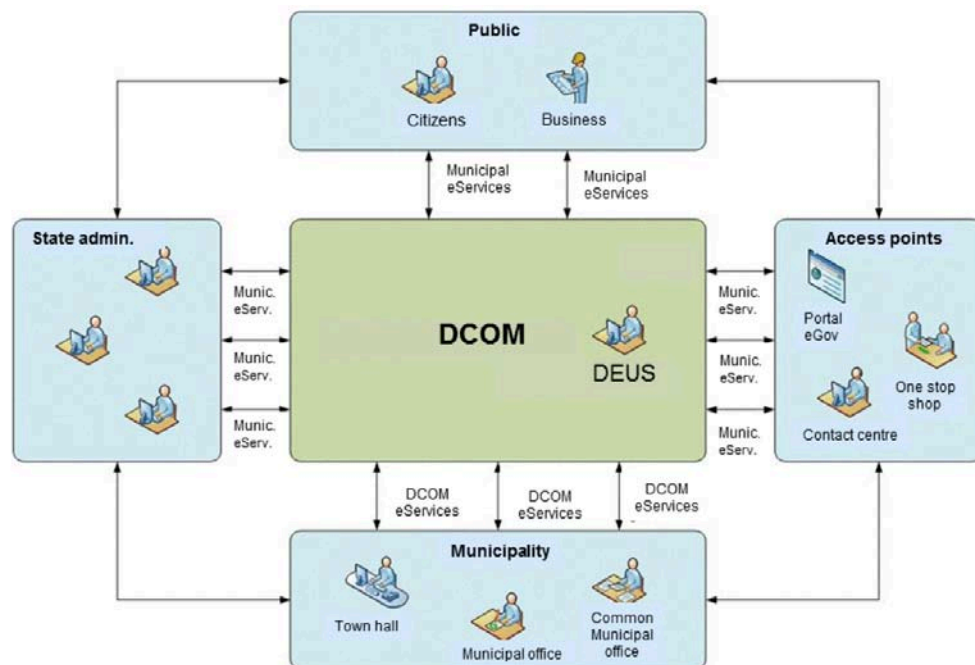 Public
Citizens
Business
Municipal
eServices
Municipal
eServices
State admin.
Munic.
eServ.
Munic.
eServ.
Munic.
eServ.
DCOM
DEUS
Munic.
eServ.
Munic.
eServ.
Munic.
eServ.
Access points
Portal
eGov
One stop
shop
Contact centre
DCOM
eServices
DCOM
eServices
DCOM
eServices
Municipality
Town hall
Municipal office
Common
Municipal
office